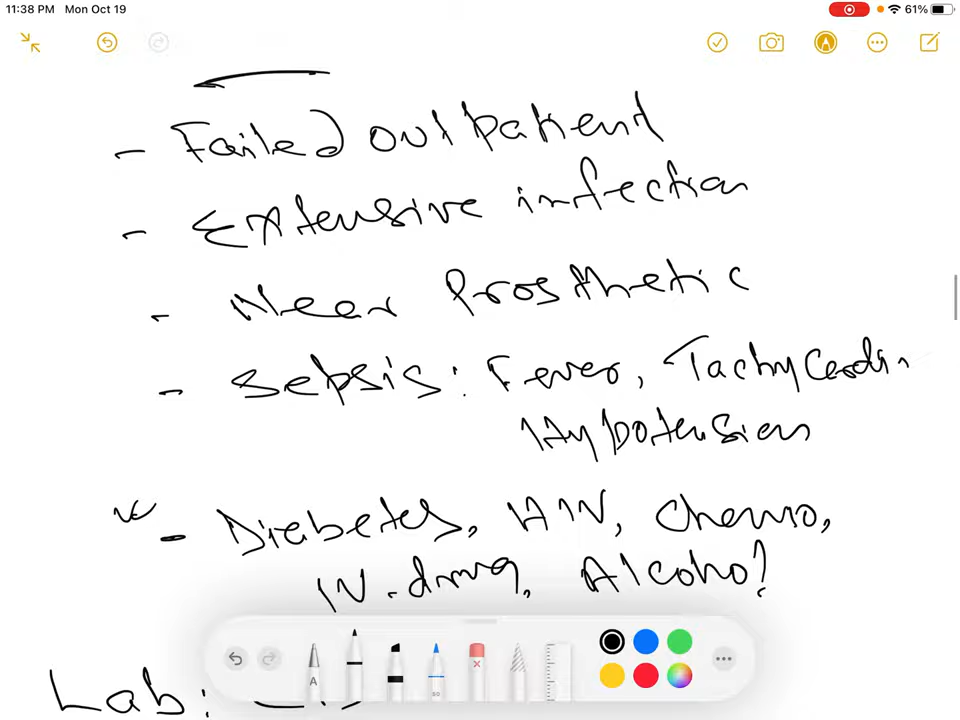 11:38 PM Mon Oct 19
61%
- Failed outpatient
- Extensive infection
- Near Prosthetic
- Sepsis: Fever, Tachycardia
Hypotension
- Diabetes, HIV, Chemo,
IV. drug, Alcohol
Lab:
A
50